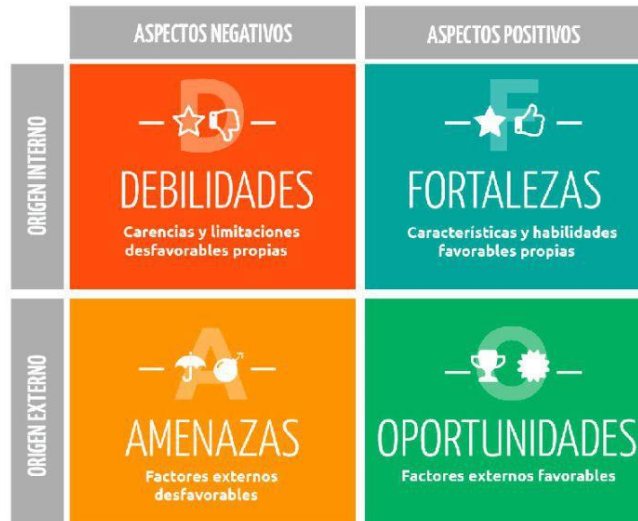 ASPECTOS NEGATIVOS
ASPECTOS POSITIVOS
ORIGEN INTERNO
D
DEBILIDADES
Carencias y limitaciones
desfavorables propias
F
FORTALEZAS
Características y habilidades
favorables propias
ORIGEN EXTERNO
A
AMENAZAS
Factores externos
desfavorables
O
OPORTUNIDADES
Factores externos favorables